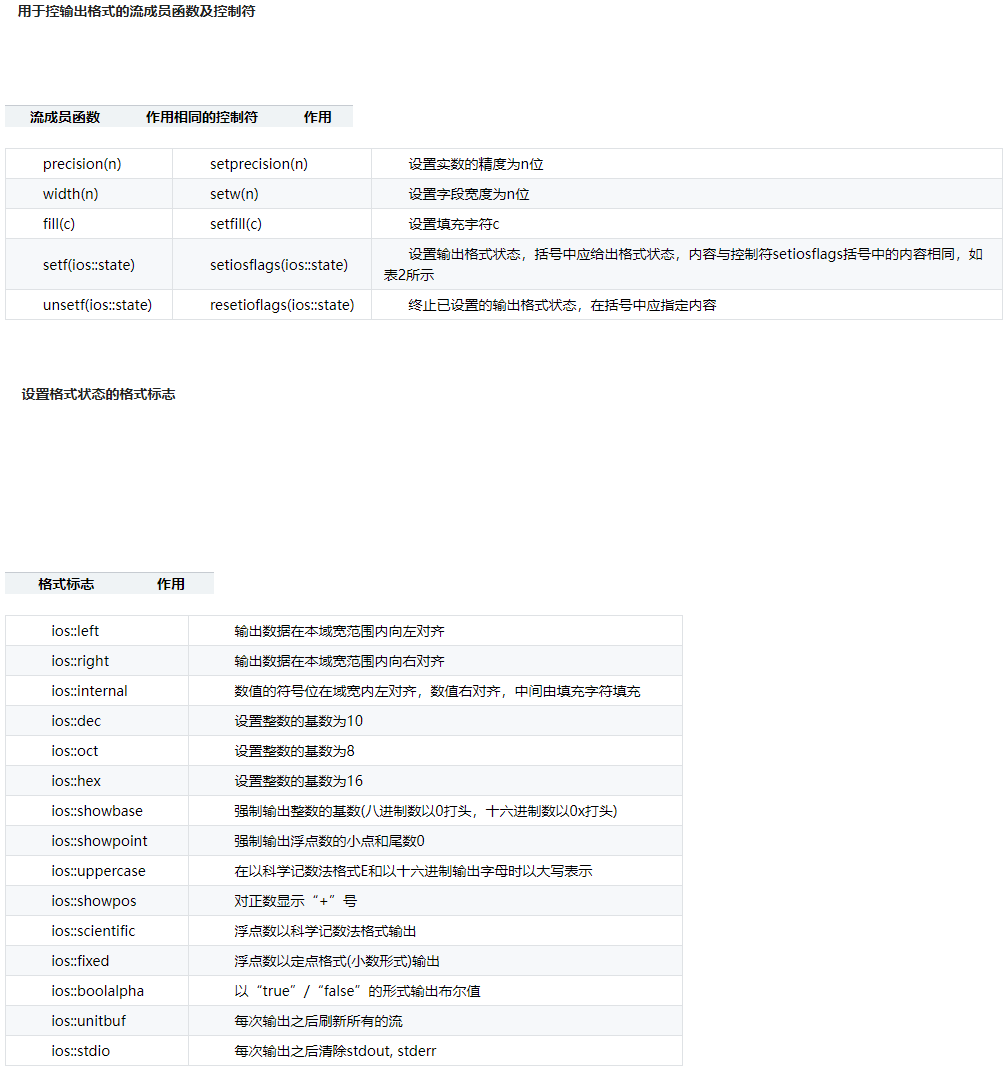 用于控输出格式的流成员函数及控制符
流成员函数 作用相同的控制符 作用
precision(n) setprecision(n) 设置实数的精度为n位
width(n) setw(n) 设置字段宽度为n位
fill(c) setfill(c) 设置填充宇符c
setf(ios::state) setiosflags(ios::state) 设置输出格式状态，括号中应给出格式状态，内容与控制符setiosflags括号中的内容相同，如
表2所示
unsetf(ios::state) resetioflags(ios::state) 终止已设置的输出格式状态，在括号中应指定内容
设置格式状态的格式标志
格式标志 作用
ios::left 输出数据在本域宽范围内向左对齐
ios::right 输出数据在本域宽范围内向右对齐
ios::internal 数值的符号位在域宽内左对齐，数值右对齐，中间由填充字符填充
ios::dec 设置整数的基数为10
ios::oct 设置整数的基数为8
ios::hex 设置整数的基数为16
ios::showbase 强制输出整数的基数(八进制数以0打头，十六进制数以0x打头)
ios::showpoint 强制输出浮点数的小点和尾数0
ios::uppercase 在以科学记数法格式E和以十六进制输出字母时以大写表示
ios::showpos 对正数显示“+”号
ios::scientific 浮点数以科学记数法格式输出
ios::fixed 浮点数以定点格式(小数形式)输出
ios::boolalpha 以“true”/“false”的形式输出布尔值
ios::unitbuf 每次输出之后刷新所有的流
ios::stdio 每次输出之后清除stdout, stderr